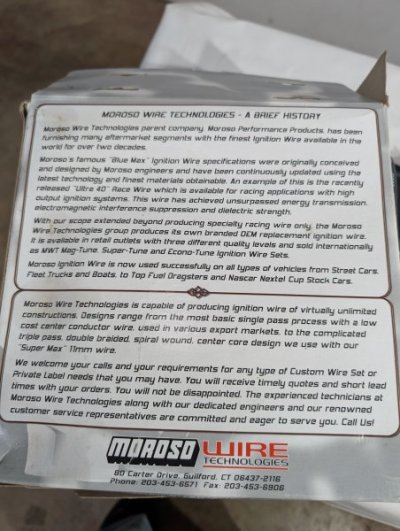 MOROSO WIRE TECHNOLOGIES - A BRIEF HISTORY
Moroso Wire Technologies parent company, Moroso Performance Products, has been
furnishing many aftermarket segments with the finest Ignition Wire available in the
world for over two decades.
Moroso's famous "Blue Max" Ignition Wire specifications were originally conceived
and designed by Moroso engineers and have been continuously updated using the
latest technology and finest materials obtainable. An example of this is the recently
released "Ultra 40" Race Wire which is available for racing applications with high
output ignition systems. This wire has achieved unsurpassed energy transmission,
electromagnetic interference suppression and dielectric strength.
With our scope extended beyond producing specialty racing wire only, the Moroso
Wire Technologies group produces its own branded OEM replacement ignition wire.
It is available in retail outlets with three different quality levels and sold internationally
as MWT Mag-Tune, Super-Tune and Econo-Tune Ignition Wire Sets.
Moroso Ignition Wire is now used successfully on all types of vehicles from Street Cars,
Fleet Trucks and Boats, to Top Fuel Dragsters and Nascar Nextel Cup Stock Cars.
Moroso Wire Technologies is capable of producing ignition wire of virtually unlimited
constructions. Designs range from the most basic single pass process with a low
cost center conductor wire, used in various export markets, to the complicated
triple pass, double braided, spiral wound, center core design we use with our
"Super Max" 11mm wire.
We welcome your calls and your requirements for any type of Custom Wire Set or
Private Label needs that you may have. You will receive timely quotes and short lead
times with your orders. You will not be disappointed. The experienced technicians at
Moroso Wire Technologies along with our dedicated engineers and our renowned
customer service representatives are committed and eager to serve you. Call Us!
MOROSO WIRE
TECHNOLOGIES
80 Carter Drive, Guilford, CT 06437-2116
Phone: 203-453-6571 Fax: 203-453-6906